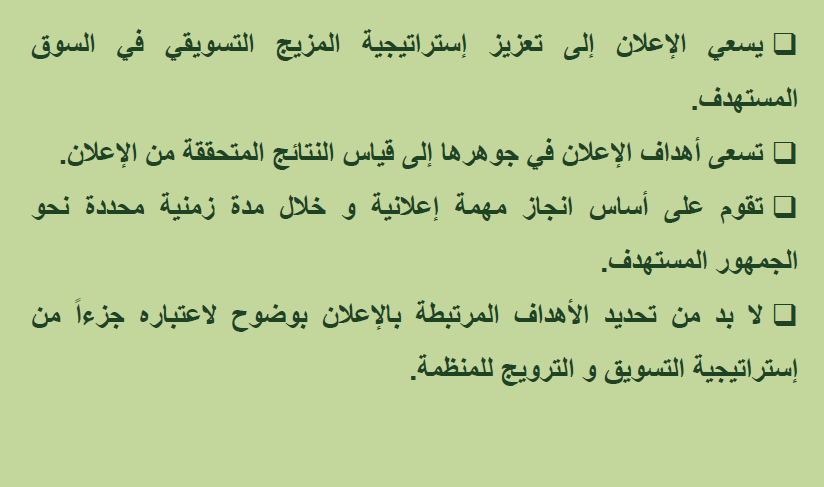 ❑ يسعي الإعلان إلى تعزيز إستراتيجية المزيج التسويقي في السوق
المستهدف.
❑ تسعى أهداف الإعلان في جوهرها إلى قياس النتائج المتحققة من الإعلان.
❑ تقوم على أساس انجاز مهمة إعلانية و خلال مدة زمنية محددة نحو
الجمهور المستهدف.
❑ لا بد من تحديد الأهداف المرتبطة بالإعلان بوضوح لاعتباره جزءاً من
إستراتيجية التسويق و الترويج للمنظمة.